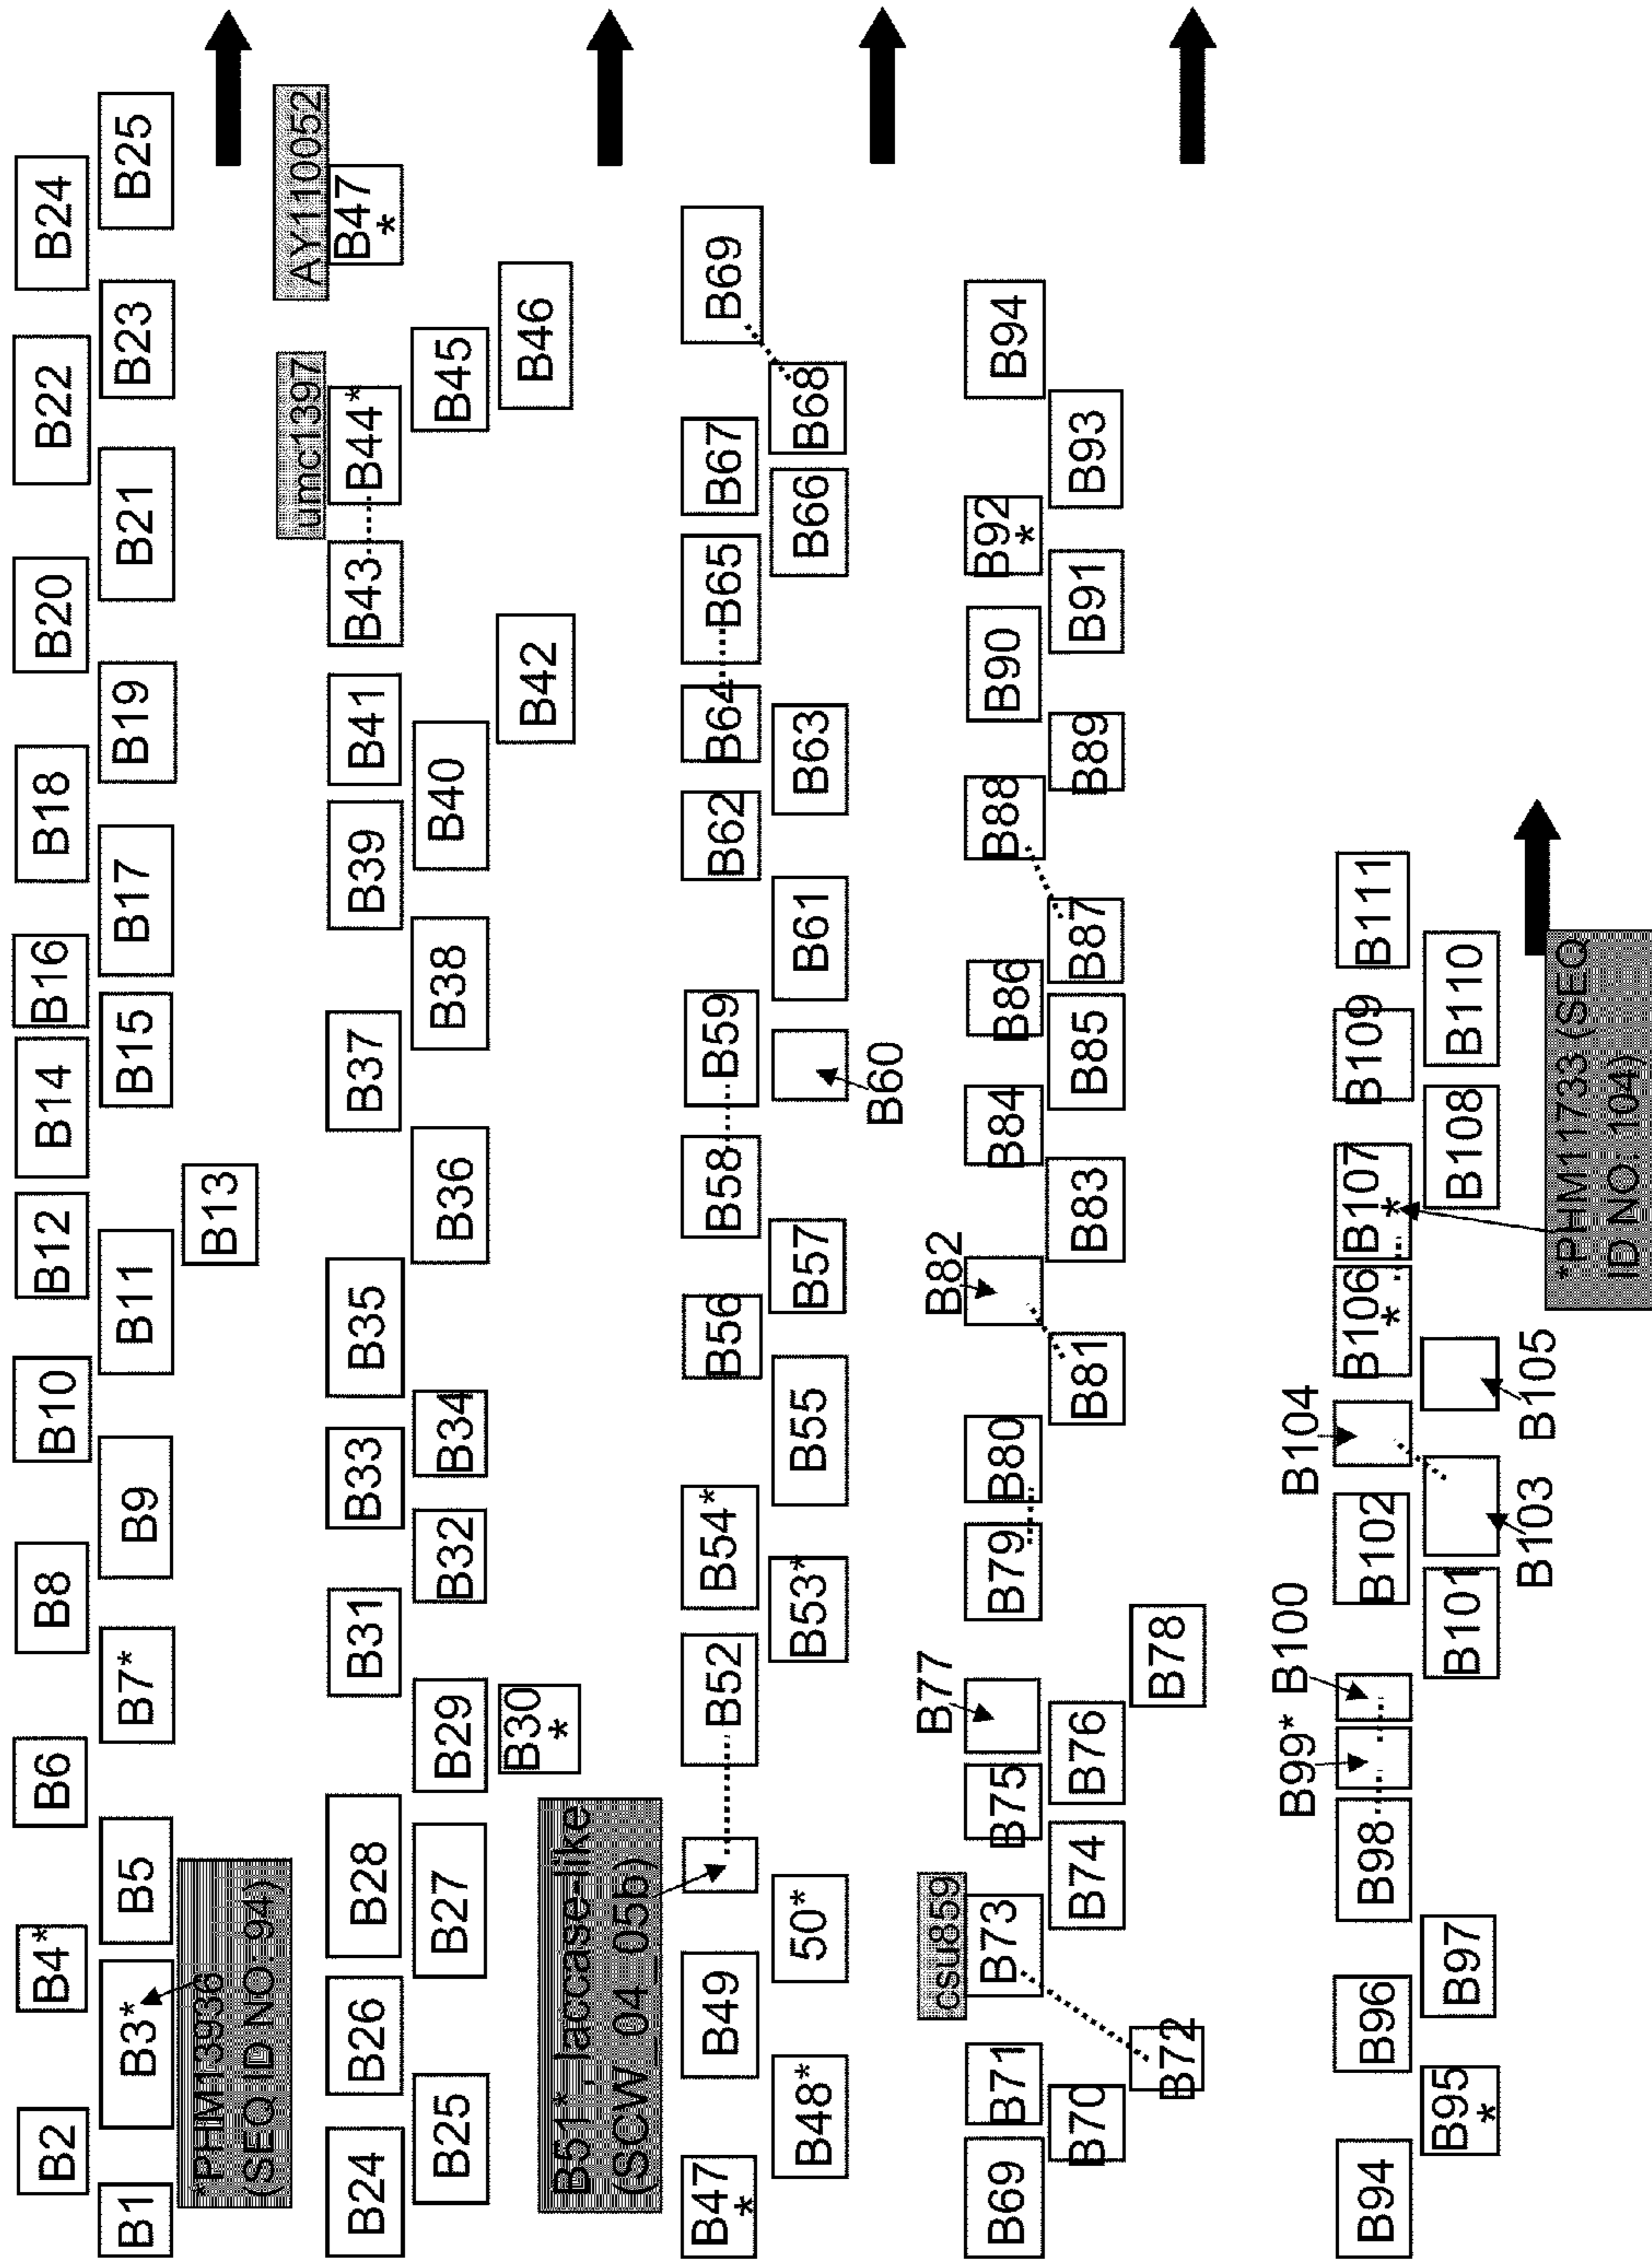 B2
B4*
B6
B8
B10
B12
B14
B16
B18
B20
B22
B24
B1
B3*
B5
B7*
B9
B11
B15
B17
B19
B21
B23
B25
B13
*PHM13936
(SEQ ID NO: 94)
umc1397
AY110052
B24
B26
B28
B31
B33
B35
B37
B39
B41
B43
B44*
B47
*
B25
B27
B29
B32
B34
B36
B38
B40
B45
B30
*
B42
B46
B51*, laccase-like
(SCW_04_05b)
B47
*
B49
B52
B54*
B56
B58
B59
B62
B64
B65
B67
B69
B48*
50*
B53*
B55
B57
B61
B63
B66
B68
B60
B77
B82
csu859
B69
B71
B73
B75
B79
B80
B84
B86
B88
B90
B92
*
B94
B70
B74
B76
B81
B83
B85
B87
B89
B91
B93
B72
B78
B99*
B100
B104
B94
B96
B98
B102
B106
*
B107
*
B109
B111
B95
*
B97
B101
B108
B110
B103
B105
*PHM11733 (SEQ
ID NO: 104)